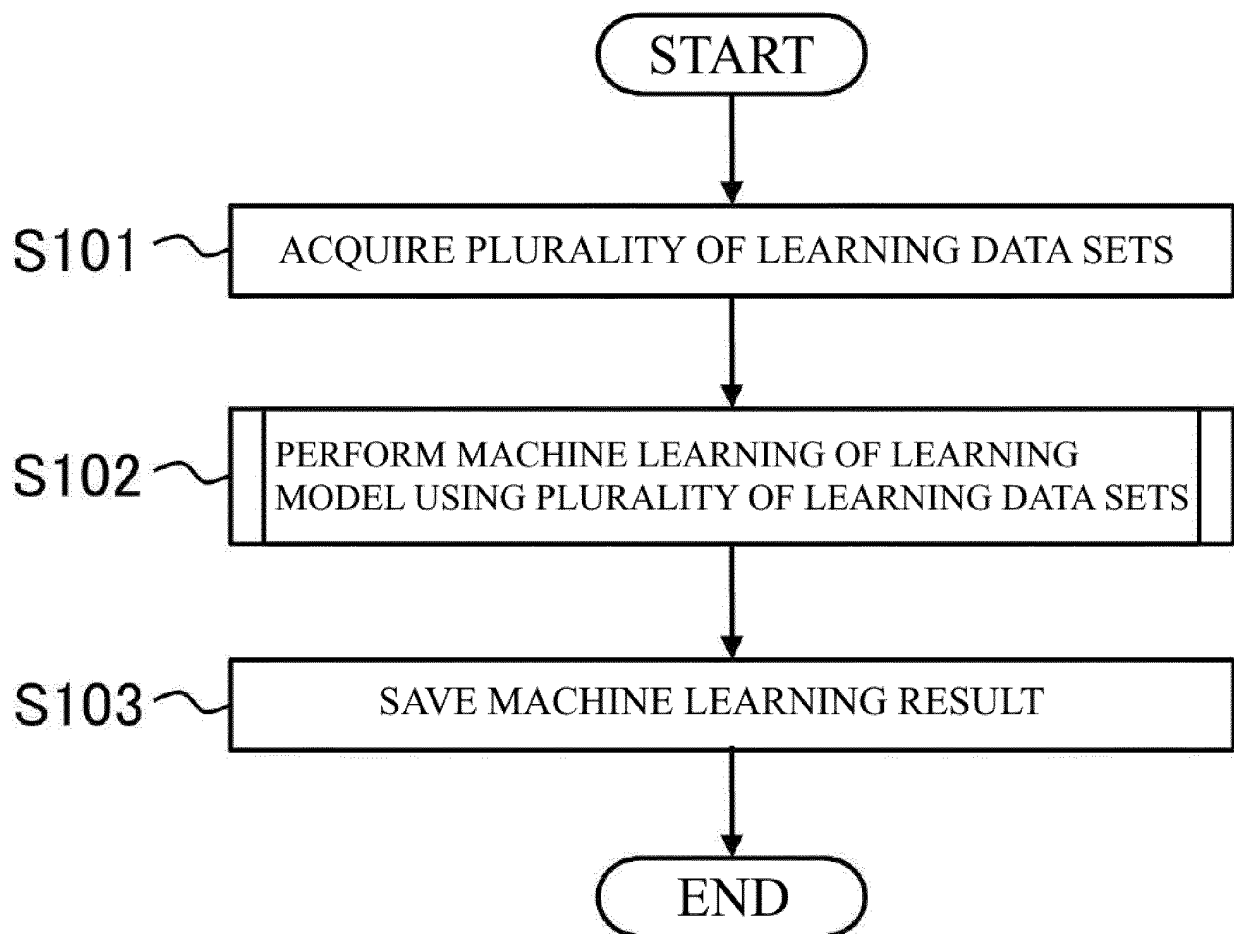 START
S101
ACQUIRE PLURALITY OF LEARNING DATA SETS
S102
PERFORM MACHINE LEARNING OF LEARNING
MODEL USING PLURALITY OF LEARNING DATA SETS
S103
SAVE MACHINE LEARNING RESULT
END